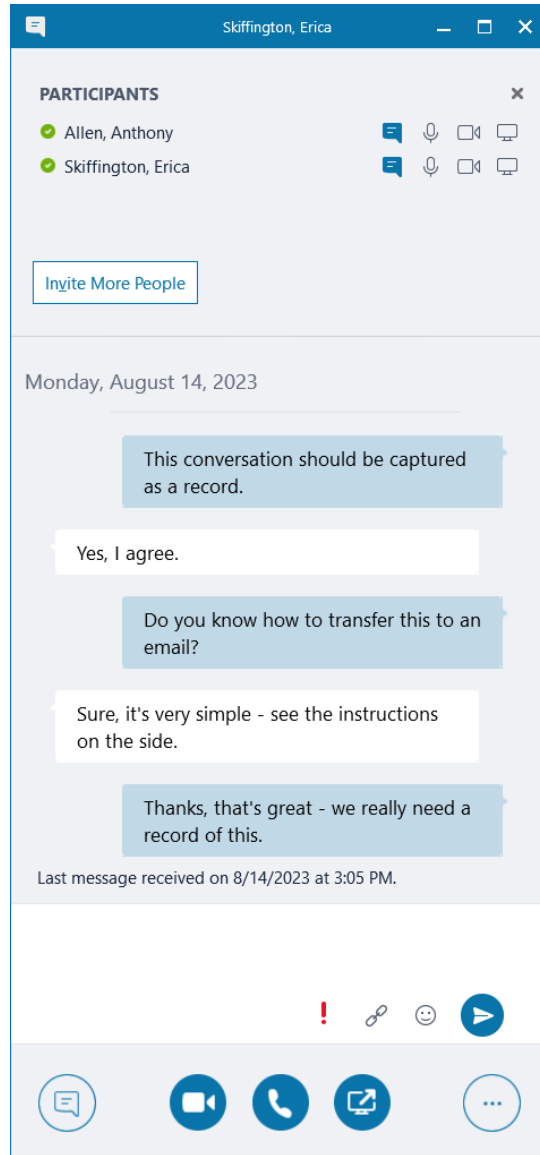 Skiffington, Erica
PARTICIPANTS
Allen, Anthony
Skiffington, Erica
Invite More People
Monday, August 14, 2023
This conversation should be captured
as a record.
Yes, I agree.
Do you know how to transfer this to an
email?
Sure, it's very simple - see the instructions
on the side.
Thanks, that's great - we really need a
record of this.
Last message received on 8/14/2023 at 3:05 PM.